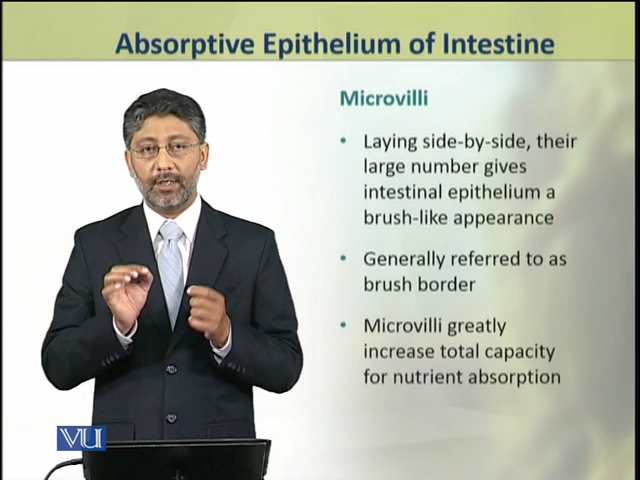 Absorptive Epithelium of Intestine
Microvilli
• Laying side-by-side, their
large number gives
intestinal epithelium a
brush-like appearance
• Generally referred to as
brush border
• Microvilli greatly
increase total capacity
for nutrient absorption
VU